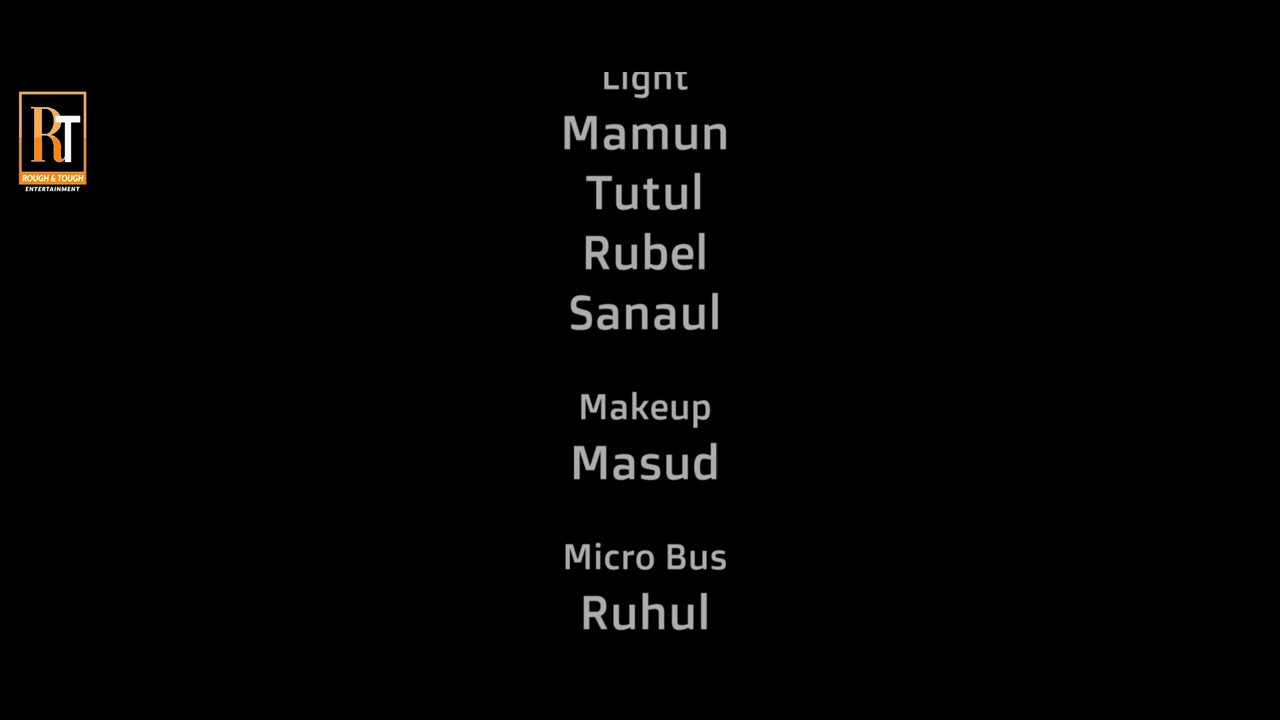 RT
ROUGH & TOUGH
ENTERTAINMENT
Light
Mamun
Tutul
Rubel
Sanaul
Makeup
Masud
Micro Bus
Ruhul